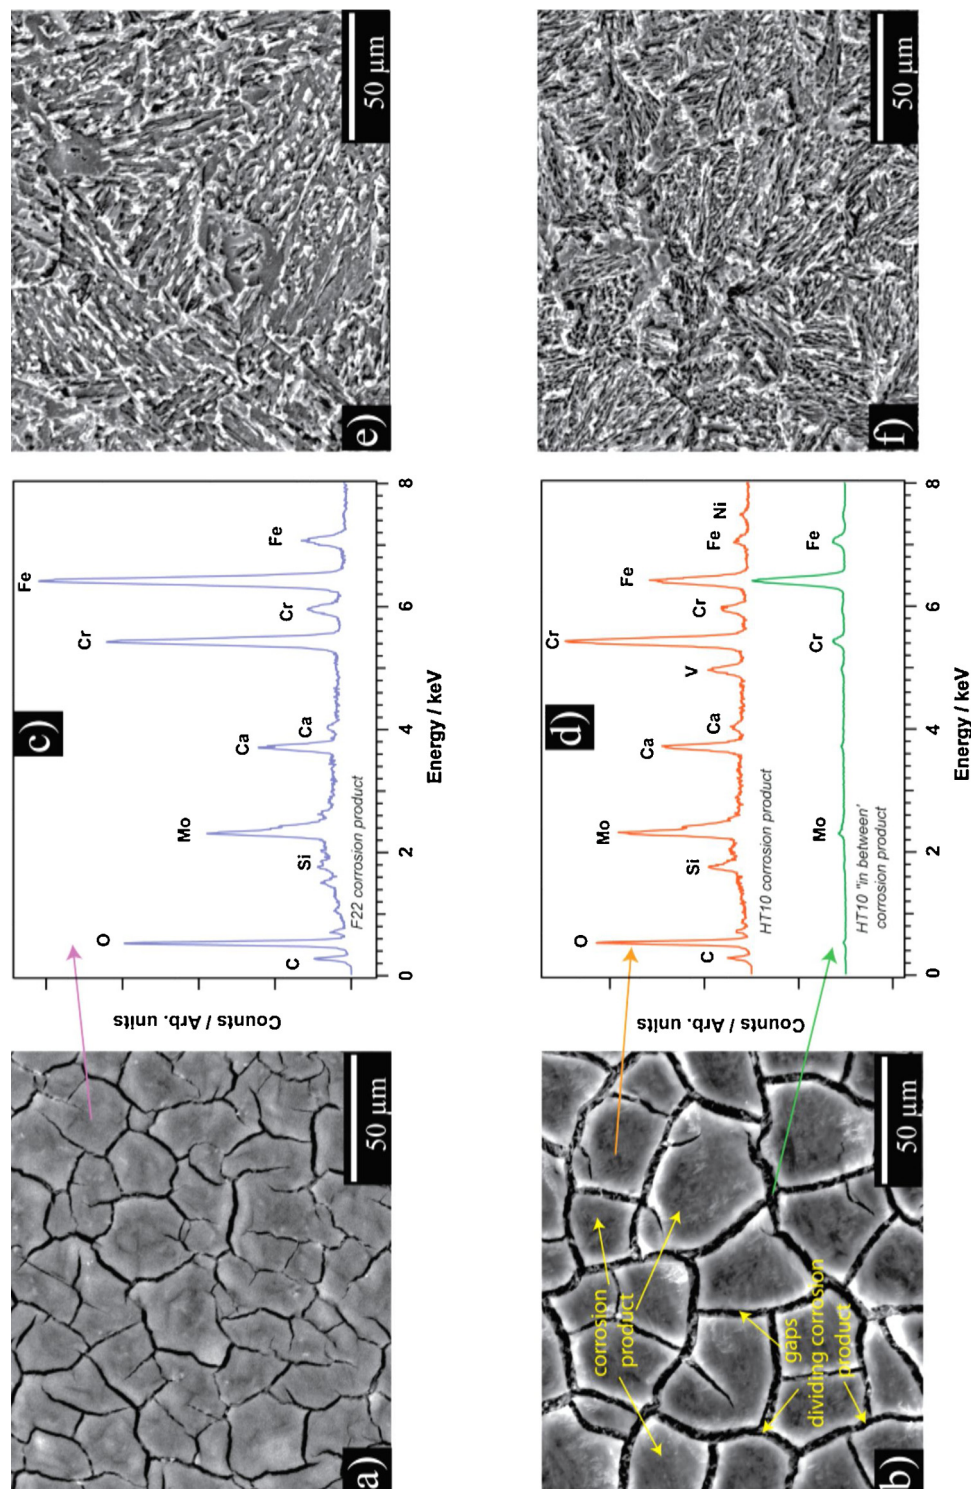 a)
50 µm
c)
Counts / Arb. units
C
O
Si
Mo
Ca
Ca
Cr
Cr
Fe
Fe
F22 corrosion product
0
2
4
6
8
Energy / keV
e)
50 µm
b)
corrosion
product
gaps
dividing corrosion
product
50 µm
d)
Counts / Arb. units
C
O
Si
Mo
Ca
Ca
V
Cr
Cr
Fe
Fe
Ni
HT10 corrosion product
Mo
Cr
Fe
HT10 "in between'
corrosion product
0
2
4
6
8
Energy / keV
f)
50 µm